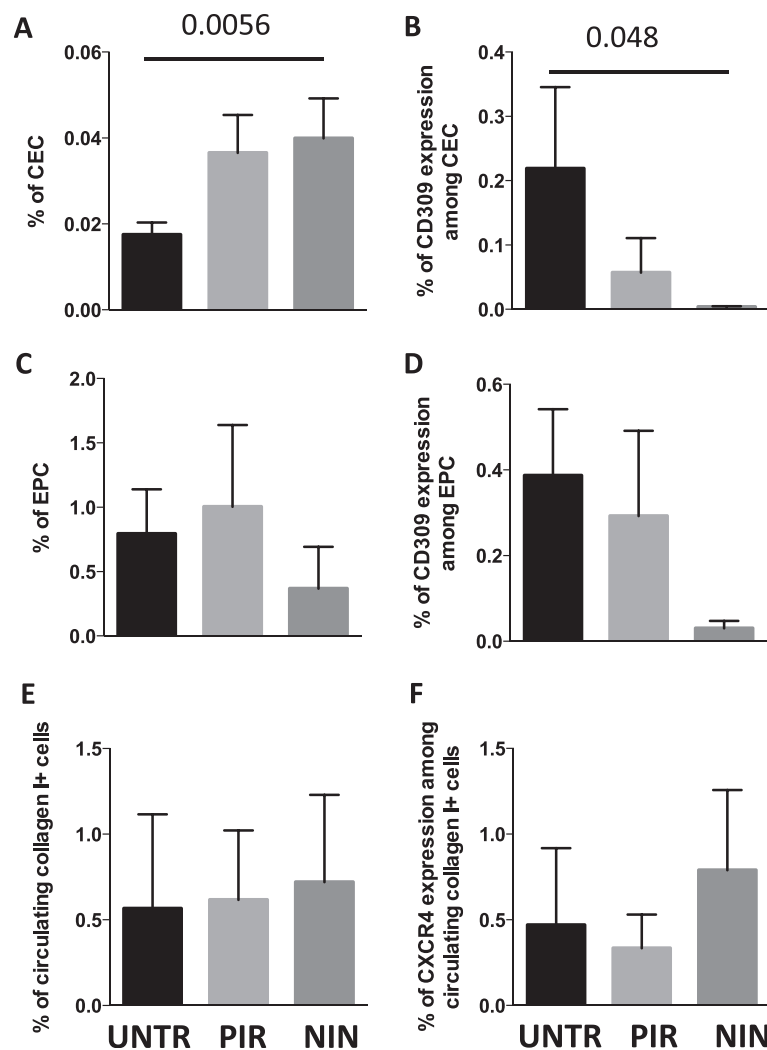 A
0.0056
% of CEC
0.06
0.04
0.02
0.00
B
0.048
% of CD309 expression
among CEC
0.4
0.3
0.2
0.1
0.0
C
% of EPC
2.0
1.5
1.0
0.5
0.0
D
% of CD309 expression
among EPC
0.6
0.4
0.2
0.0
E
% of circulating collagen I+ cells
1.5
1.0
0.5
0.0
UNTR PIR NIN
F
% of CXCR4 expression among
circulating collagen I+ cells
1.5
1.0
0.5
0.0
UNTR PIR NIN